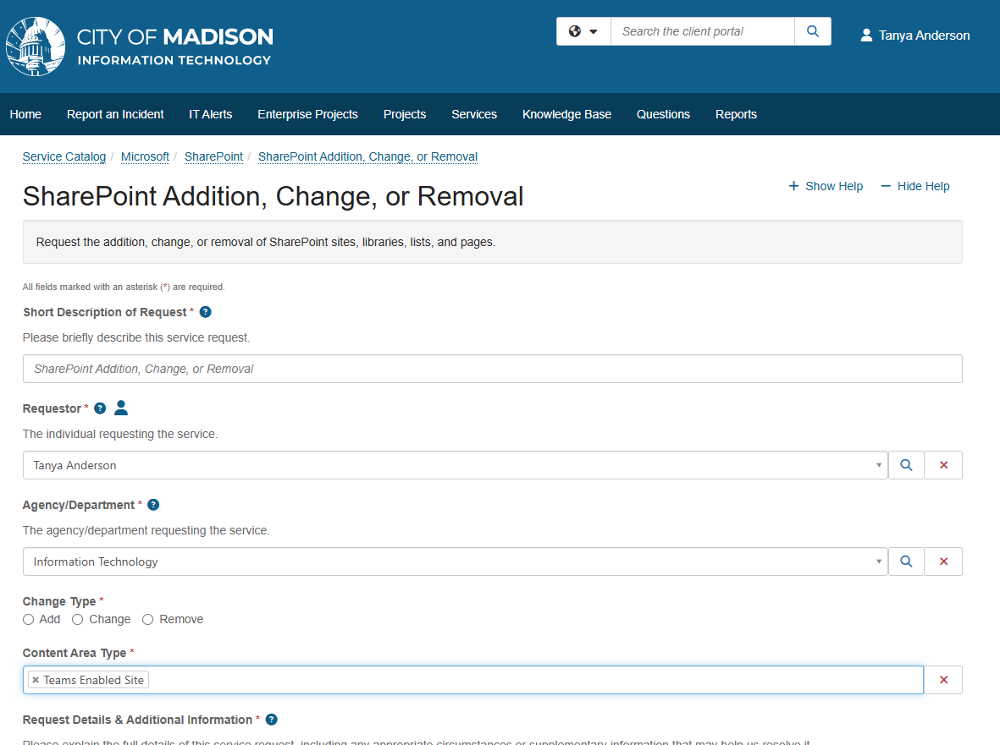 CITY OF MADISON
INFORMATION TECHNOLOGY
Search the client portal
Tanya Anderson
Home Report an Incident IT Alerts Enterprise Projects Projects Services Knowledge Base Questions Reports
Service Catalog / Microsoft / SharePoint / SharePoint Addition, Change, or Removal
SharePoint Addition, Change, or Removal
+ Show Help − Hide Help
Request the addition, change, or removal of SharePoint sites, libraries, lists, and pages.
All fields marked with an asterisk (*) are required.
Short Description of Request * ?
Please briefly describe this service request.
SharePoint Addition, Change, or Removal
Requestor * ?
The individual requesting the service.
Tanya Anderson
Agency/Department * ?
The agency/department requesting the service.
Information Technology
Change Type *
Add Change Remove
Content Area Type *
× Teams Enabled Site
Request Details & Additional Information * ?
Please explain the full details of this service request, including any appropriate circumstances or supplementary information that may help us resolve it.